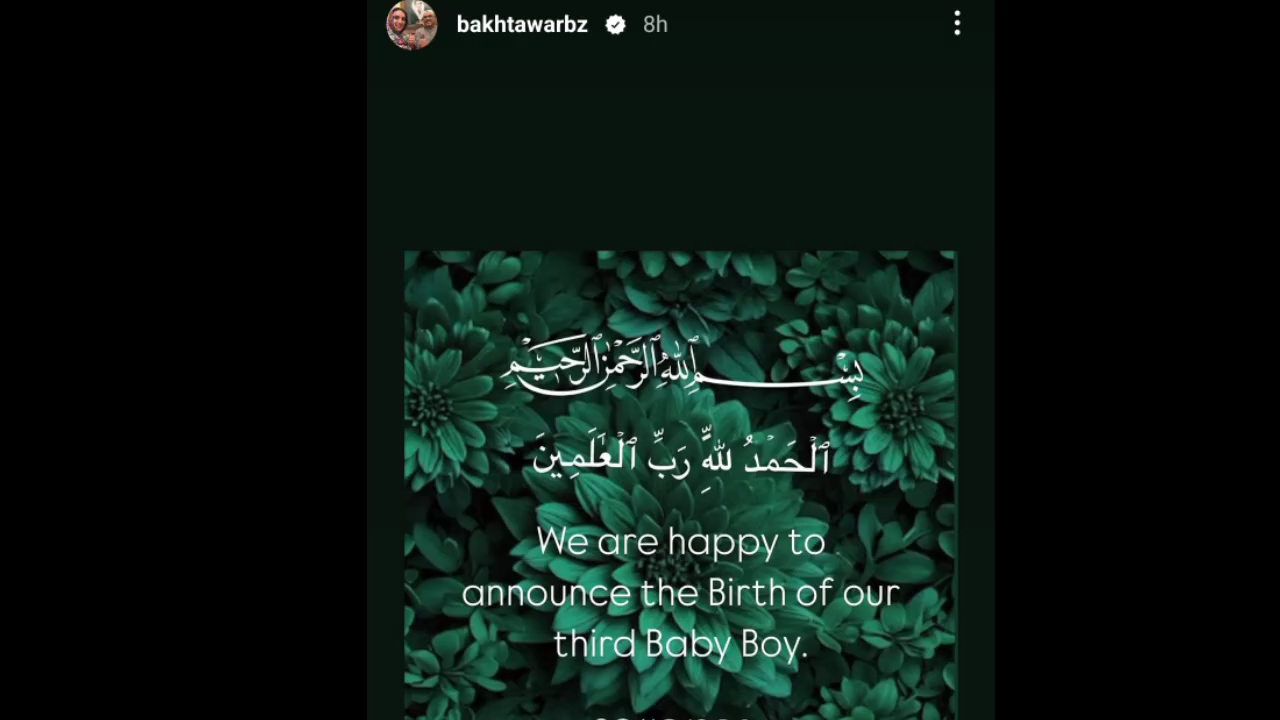 bakhtawarbz 8h
بِسْمِ ٱللَّهِ ٱلرَّحْمَٰنِ ٱلرَّحِيمِ
ٱلْحَمْدُ لِلَّهِ رَبِّ ٱلْعَٰلَمِينَ
We are happy to
announce the Birth of our
third Baby Boy.